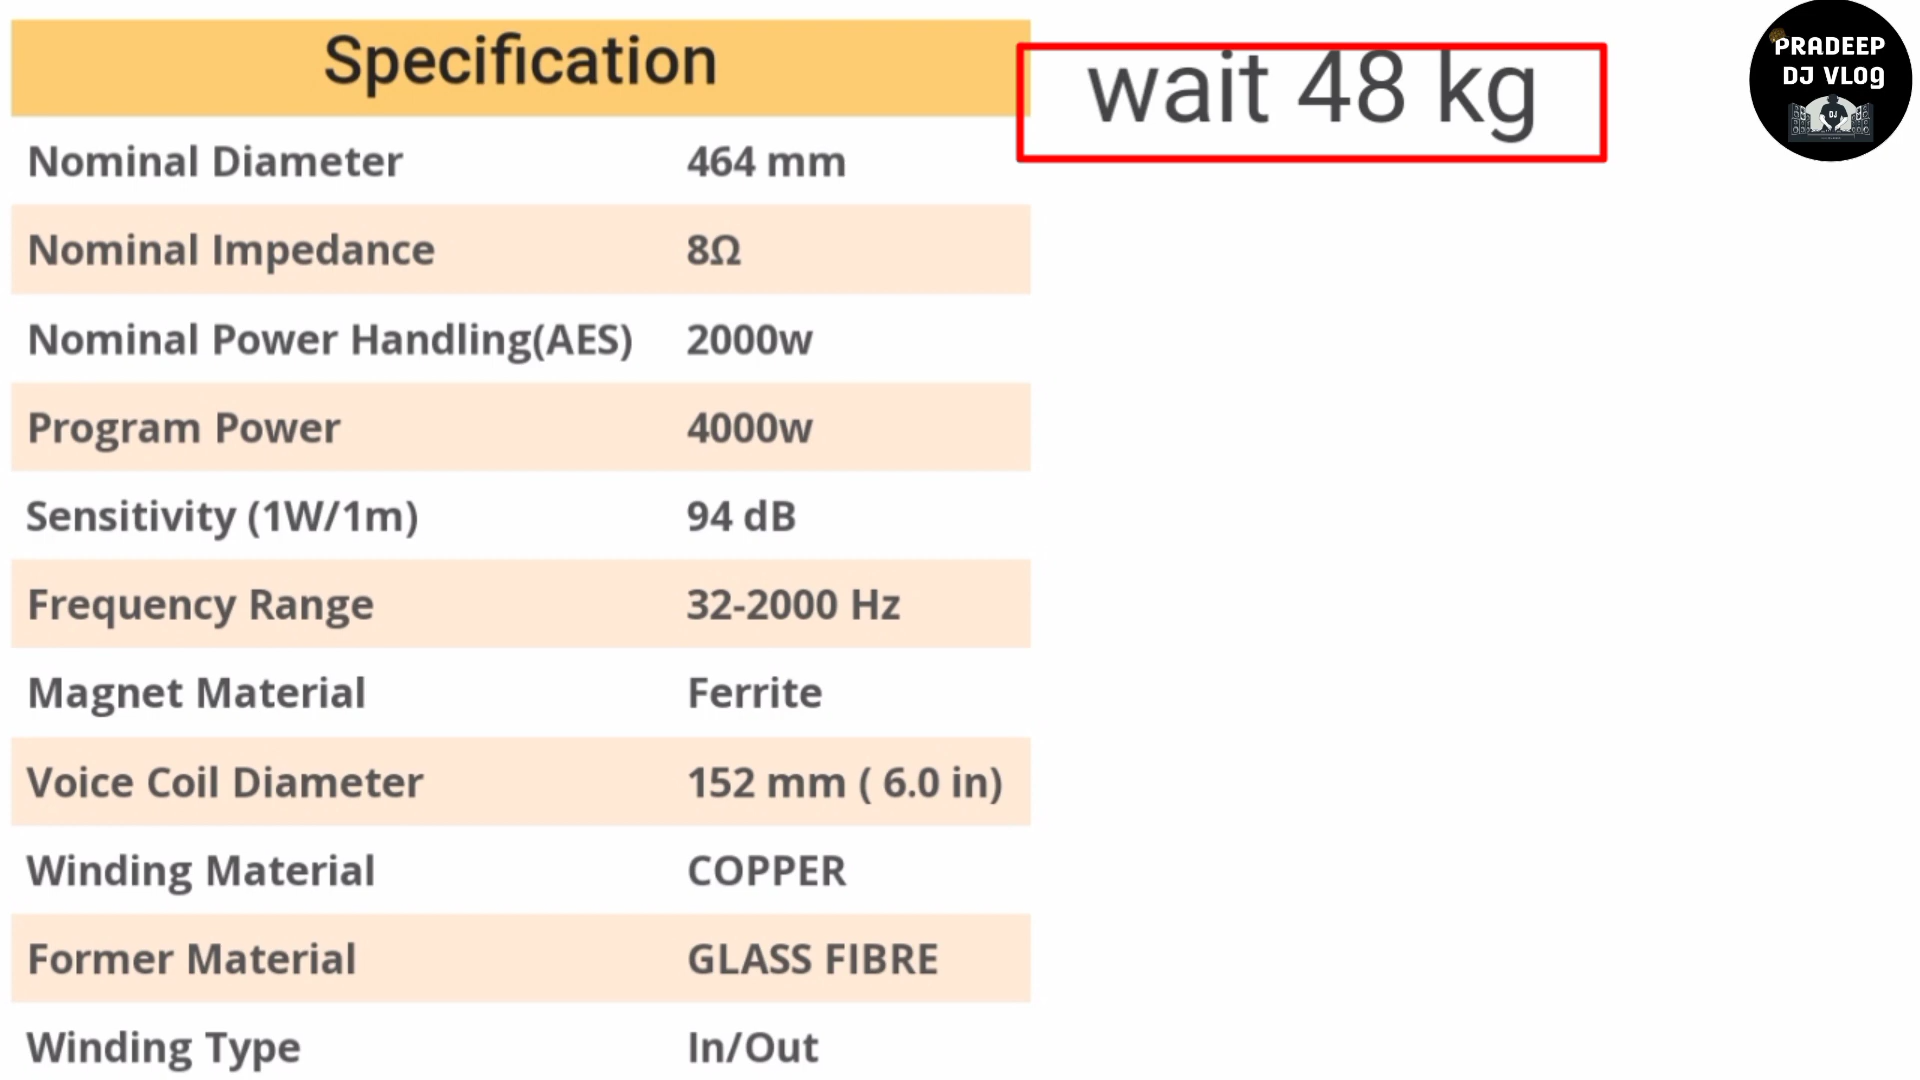 Specification
wait 48 kg
PRADEEP
DJ VLOG
DJ
Nominal Diameter 464 mm
Nominal Impedance 8Ω
Nominal Power Handling(AES) 2000w
Program Power 4000w
Sensitivity (1W/1m) 94 dB
Frequency Range 32-2000 Hz
Magnet Material Ferrite
Voice Coil Diameter 152 mm ( 6.0 in)
Winding Material COPPER
Former Material GLASS FIBRE
Winding Type In/Out